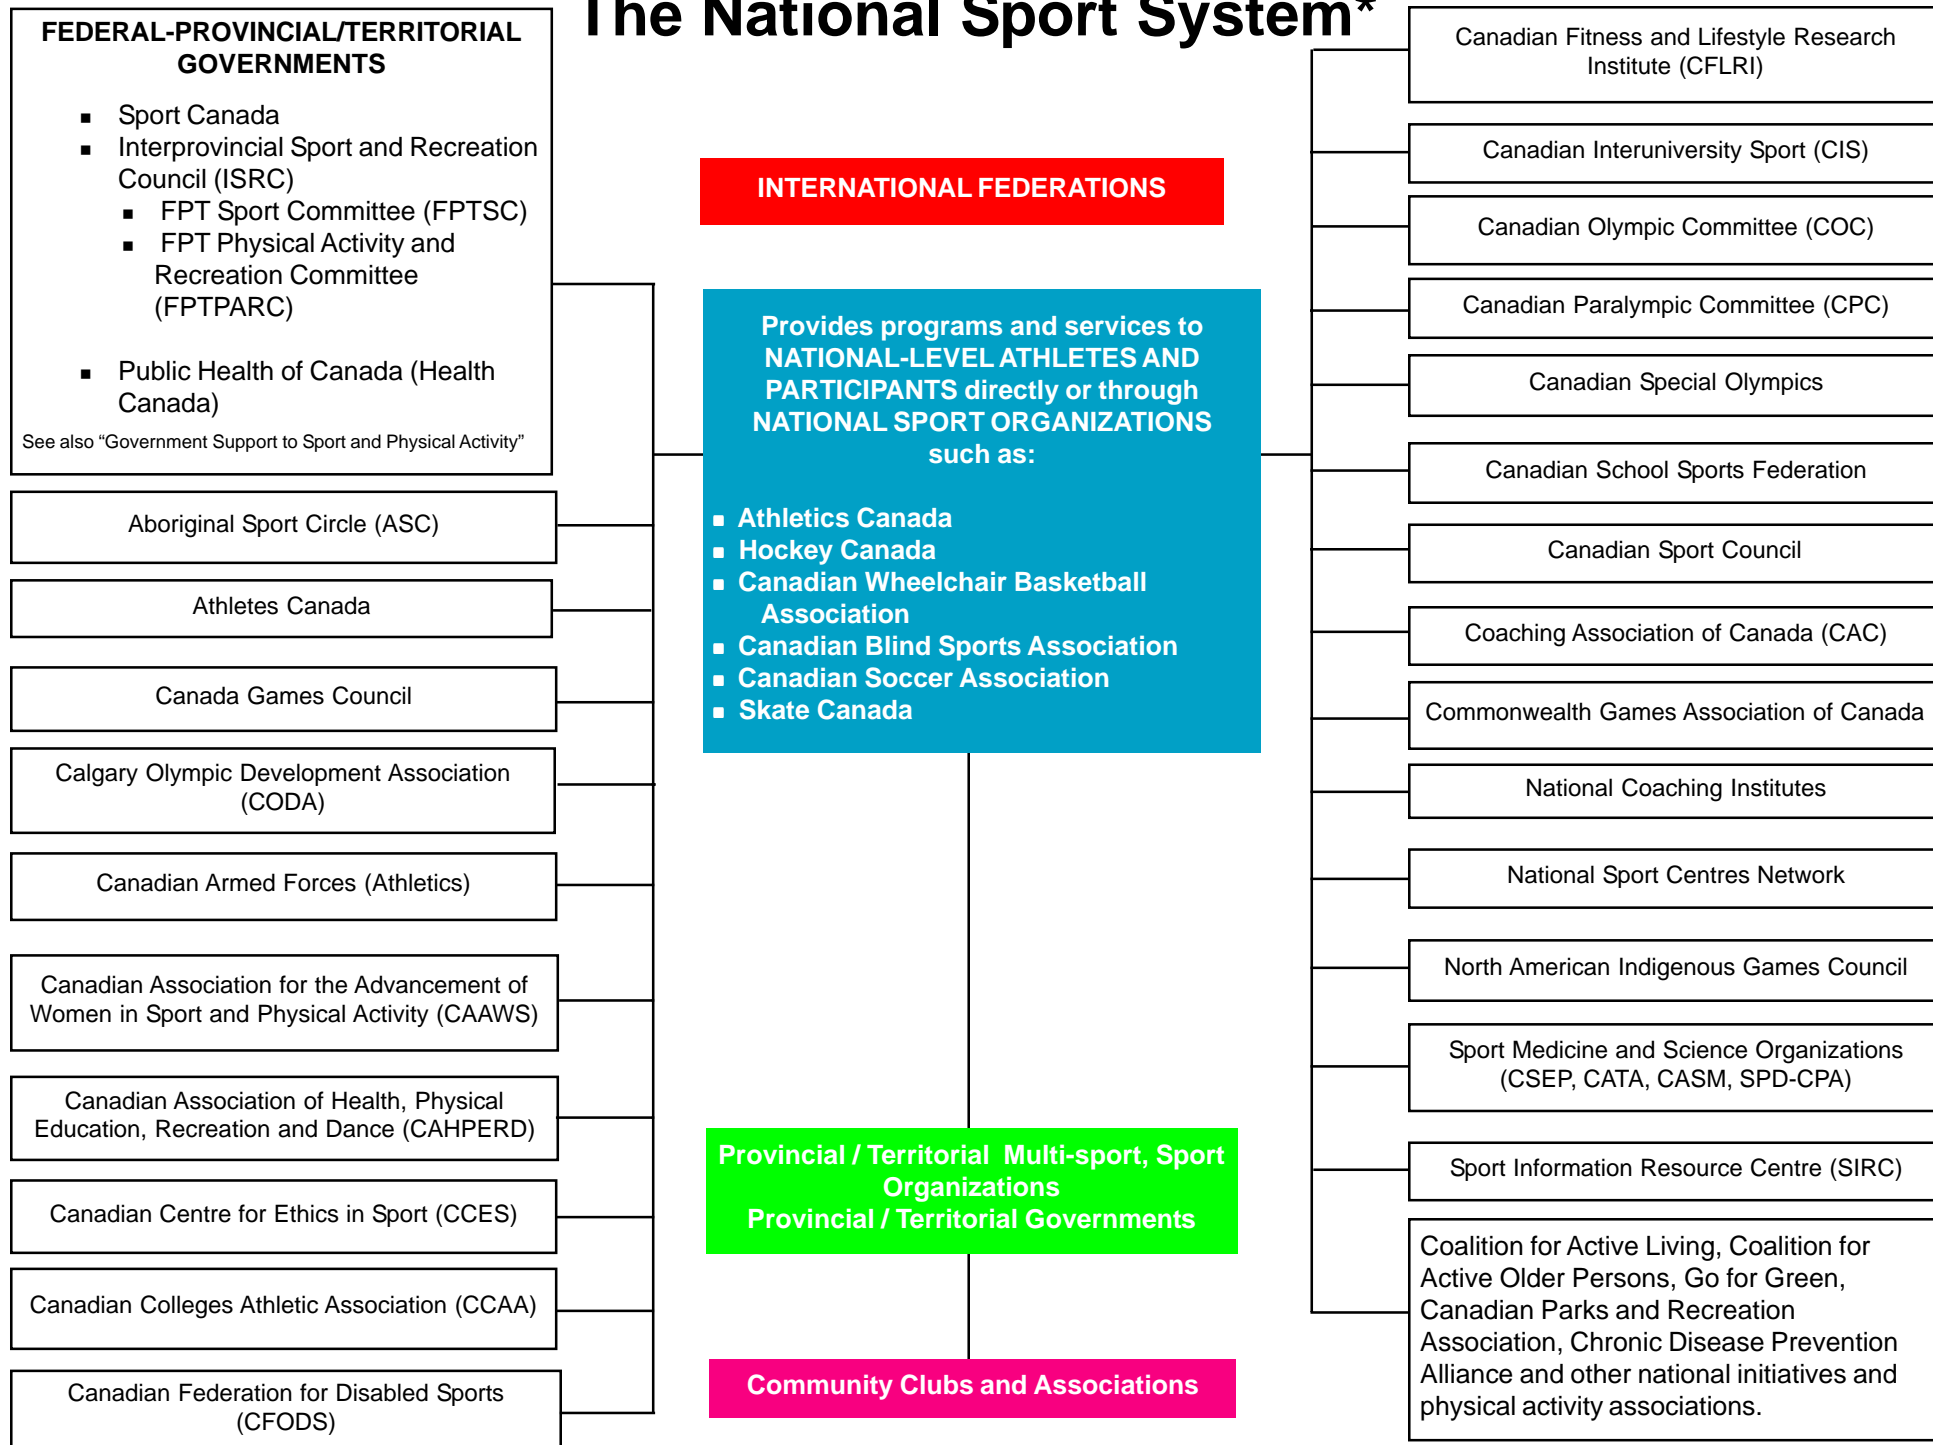 The National Sport System*
FEDERAL-PROVINCIAL/TERRITORIAL
GOVERNMENTS
▪ Sport Canada
▪ Interprovincial Sport and Recreation
Council (ISRC)
▪ FPT Sport Committee (FPTSC)
▪ FPT Physical Activity and
Recreation Committee
(FPTPARC)
▪ Public Health of Canada (Health
Canada)
See also “Government Support to Sport and Physical Activity”
Aboriginal Sport Circle (ASC)
Athletes Canada
Canada Games Council
Calgary Olympic Development Association
(CODA)
Canadian Armed Forces (Athletics)
Canadian Association for the Advancement of
Women in Sport and Physical Activity (CAAWS)
Canadian Association of Health, Physical
Education, Recreation and Dance (CAHPERD)
Canadian Centre for Ethics in Sport (CCES)
Canadian Colleges Athletic Association (CCAA)
Canadian Federation for Disabled Sports
(CFODS)
INTERNATIONAL FEDERATIONS
Provides programs and services to
NATIONAL-LEVEL ATHLETES AND
PARTICIPANTS directly or through
NATIONAL SPORT ORGANIZATIONS
such as:
▪ Athletics Canada
▪ Hockey Canada
▪ Canadian Wheelchair Basketball
Association
▪ Canadian Blind Sports Association
▪ Canadian Soccer Association
▪ Skate Canada
Provincial / Territorial Multi-sport, Sport
Organizations
Provincial / Territorial Governments
Community Clubs and Associations
Canadian Fitness and Lifestyle Research
Institute (CFLRI)
Canadian Interuniversity Sport (CIS)
Canadian Olympic Committee (COC)
Canadian Paralympic Committee (CPC)
Canadian Special Olympics
Canadian School Sports Federation
Canadian Sport Council
Coaching Association of Canada (CAC)
Commonwealth Games Association of Canada
National Coaching Institutes
National Sport Centres Network
North American Indigenous Games Council
Sport Medicine and Science Organizations
(CSEP, CATA, CASM, SPD-CPA)
Sport Information Resource Centre (SIRC)
Coalition for Active Living, Coalition for
Active Older Persons, Go for Green,
Canadian Parks and Recreation
Association, Chronic Disease Prevention
Alliance and other national initiatives and
physical activity associations.